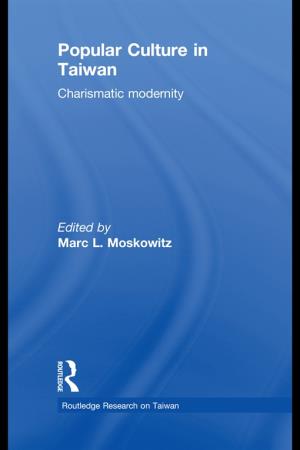 Popular Culture in
Taiwan
Charismatic modernity
Edited by
Marc L. Moskowitz
ROUTLEDGE
Routledge Research on Taiwan